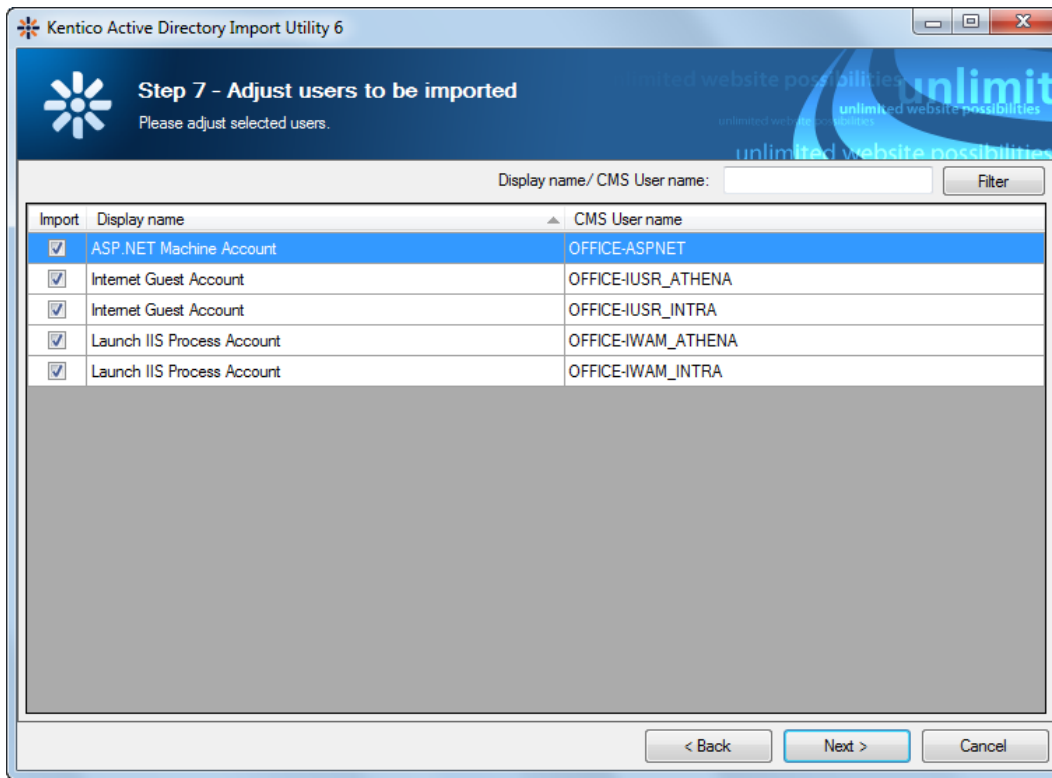 Kentico Active Directory Import Utility 6
Step 7 - Adjust users to be imported
Please adjust selected users.
limited website possibilities
unlimit
unlimited website possibilities
unlimited website possibilities
unlimited website possibilities
Display name/ CMS User name:
Filter
Import Display name CMS User name
ASP.NET Machine Account OFFICE-ASPNET
Internet Guest Account OFFICE-IUSR_ATHENA
Internet Guest Account OFFICE-IUSR_INTRA
Launch IIS Process Account OFFICE-IWAM_ATHENA
Launch IIS Process Account OFFICE-IWAM_INTRA
< Back Next > Cancel